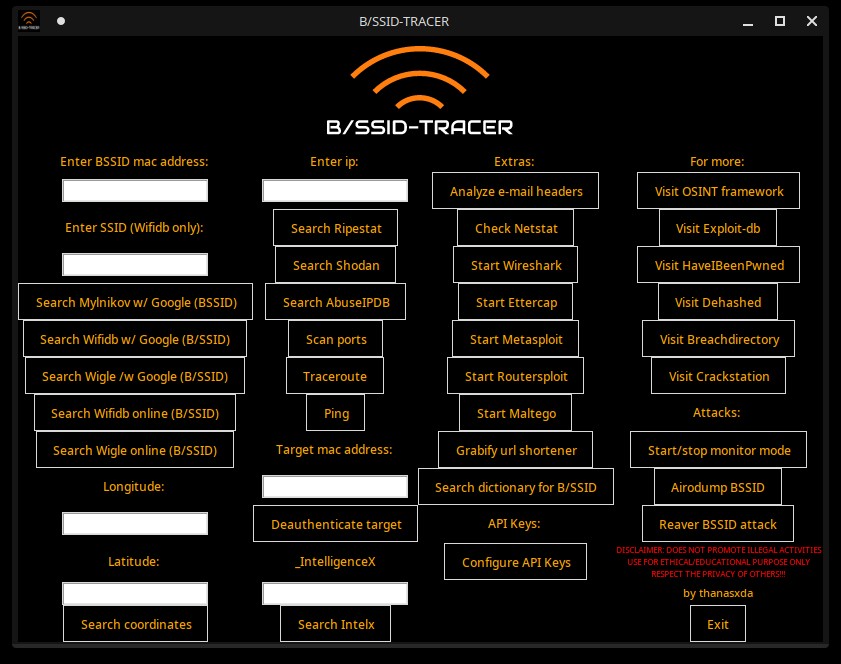 B/SSID-TRACER
B/SSID-TRACER
Enter BSSID mac address:
Enter SSID (Wifidb only):
Search Mylnikov w/ Google (BSSID)
Search Wifidb w/ Google (B/SSID)
Search Wigle /w Google (B/SSID)
Search Wifidb online (B/SSID)
Search Wigle online (B/SSID)
Longitude:
Latitude:
Search coordinates
Enter ip:
Search Ripestat
Search Shodan
Search AbuseIPDB
Scan ports
Traceroute
Ping
Target mac address:
Deauthenticate target
_IntelligenceX
Search Intelx
Extras:
Analyze e-mail headers
Check Netstat
Start Wireshark
Start Ettercap
Start Metasploit
Start Routersploit
Start Maltego
Grabify url shortener
Search dictionary for B/SSID
API Keys:
Configure API Keys
For more:
Visit OSINT framework
Visit Exploit-db
Visit HaveIBeenPwned
Visit Dehashed
Visit Breachdirectory
Visit Crackstation
Attacks:
Start/stop monitor mode
Airodump BSSID
Reaver BSSID attack
DISCLAIMER: DOES NOT PROMOTE ILLEGAL ACTIVITIES
USE FOR ETHICAL/EDUCATIONAL PURPOSE ONLY
RESPECT THE PRIVACY OF OTHERS!!!
by thanasxda
Exit